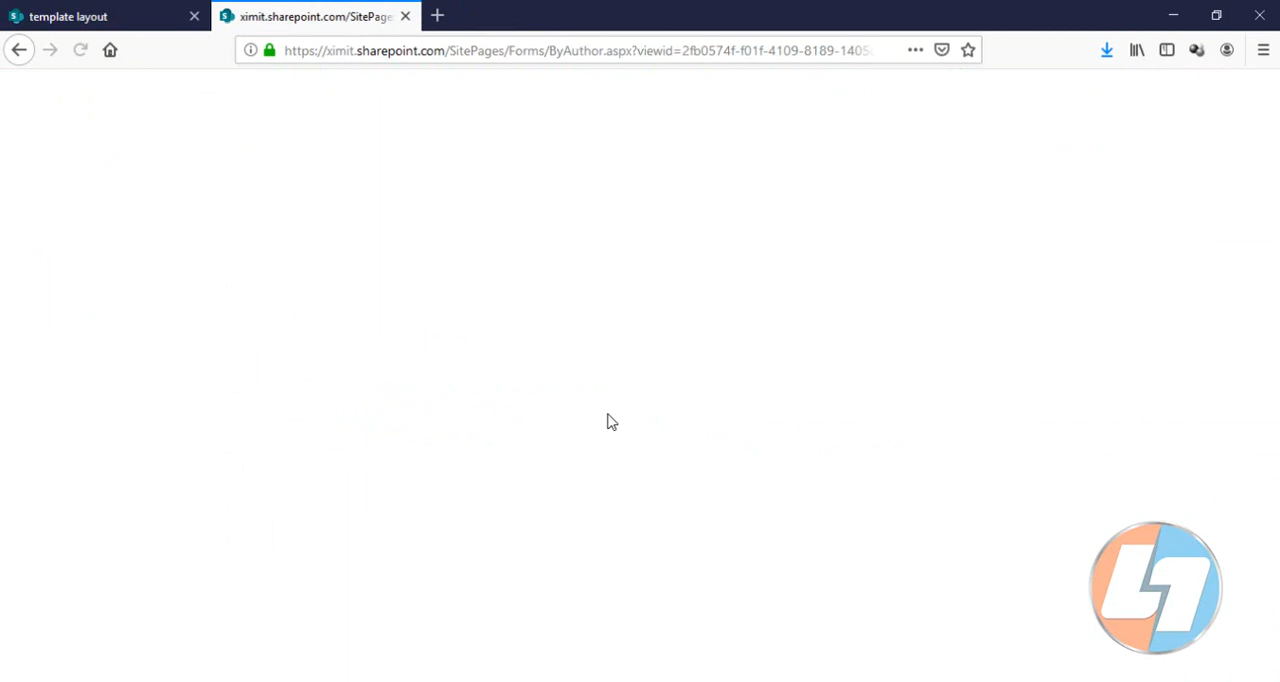 template layout
ximit.sharepoint.com/SitePage
https://ximit.sharepoint.com/SitePages/Forms/ByAuthor.aspx?viewid=2fb0574f-f01f-4109-8189-1405